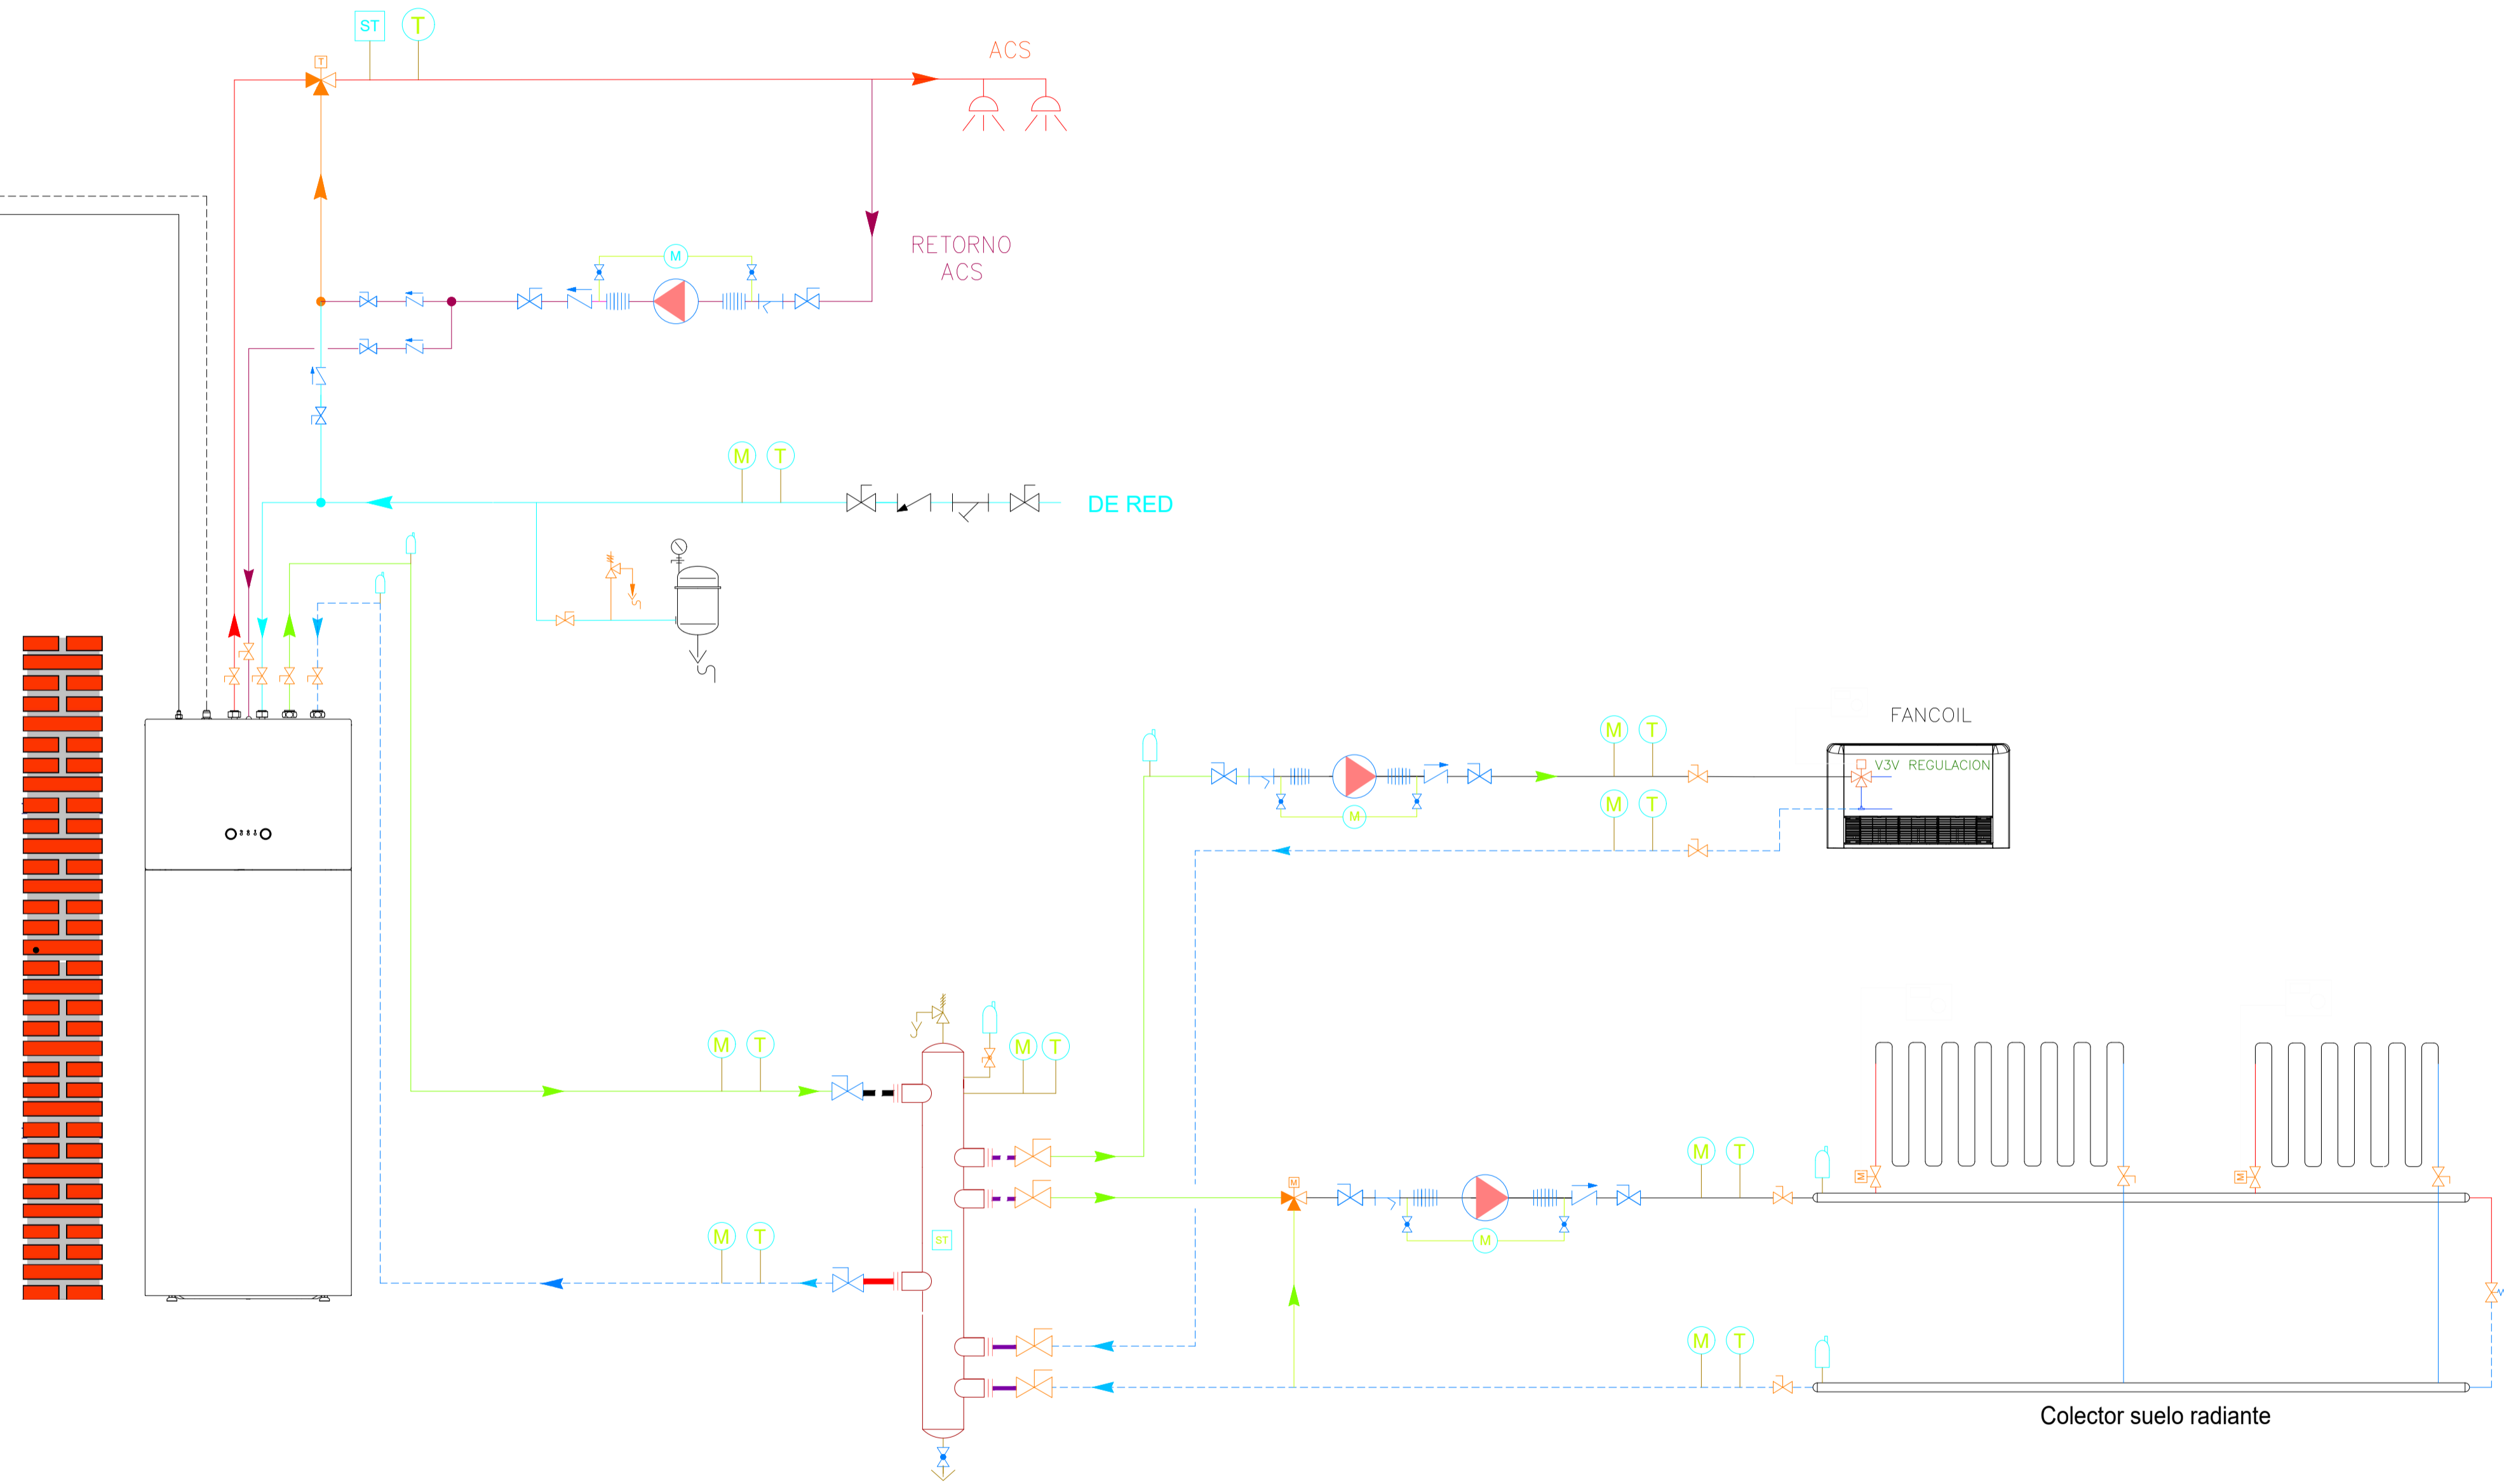 ST T
T
ACS
RETORNO
ACS
M
M T
DE RED
M T
FANCOIL
V3V REGULACION
M T
M
M T
M T
M T
M
M
M
M T
ST
M
M T
M T
Colector suelo radiante